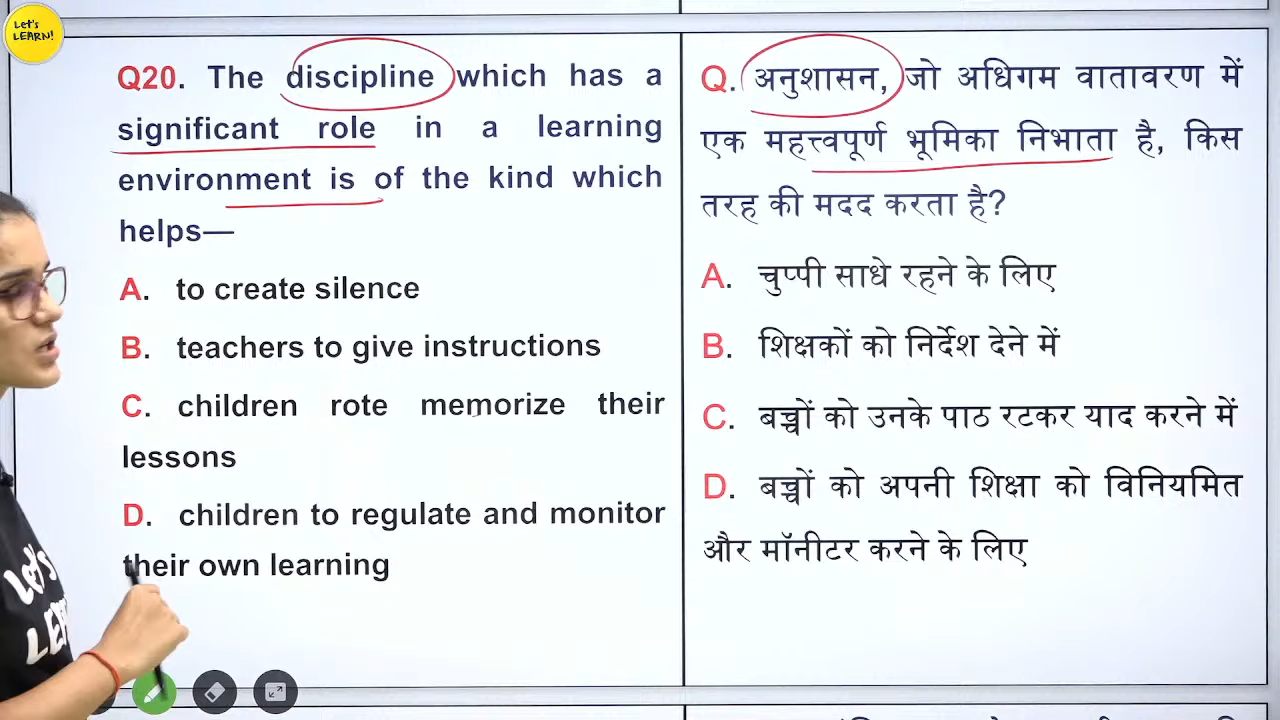 Let's
LEARN!
Q20. The discipline which has a
significant role in a learning
environment is of the kind which
helps—
A. to create silence
B. teachers to give instructions
C. children rote memorize their
lessons
D. children to regulate and monitor
their own learning
Q. अनुशासन, जो अधिगम वातावरण में
एक महत्त्वपूर्ण भूमिका निभाता है, किस
तरह की मदद करता है?
A. चुप्पी साधे रहने के लिए
B. शिक्षकों को निर्देश देने में
C. बच्चों को उनके पाठ रटकर याद करने में
D. बच्चों को अपनी शिक्षा को विनियमित
और मॉनीटर करने के लिए
Let's